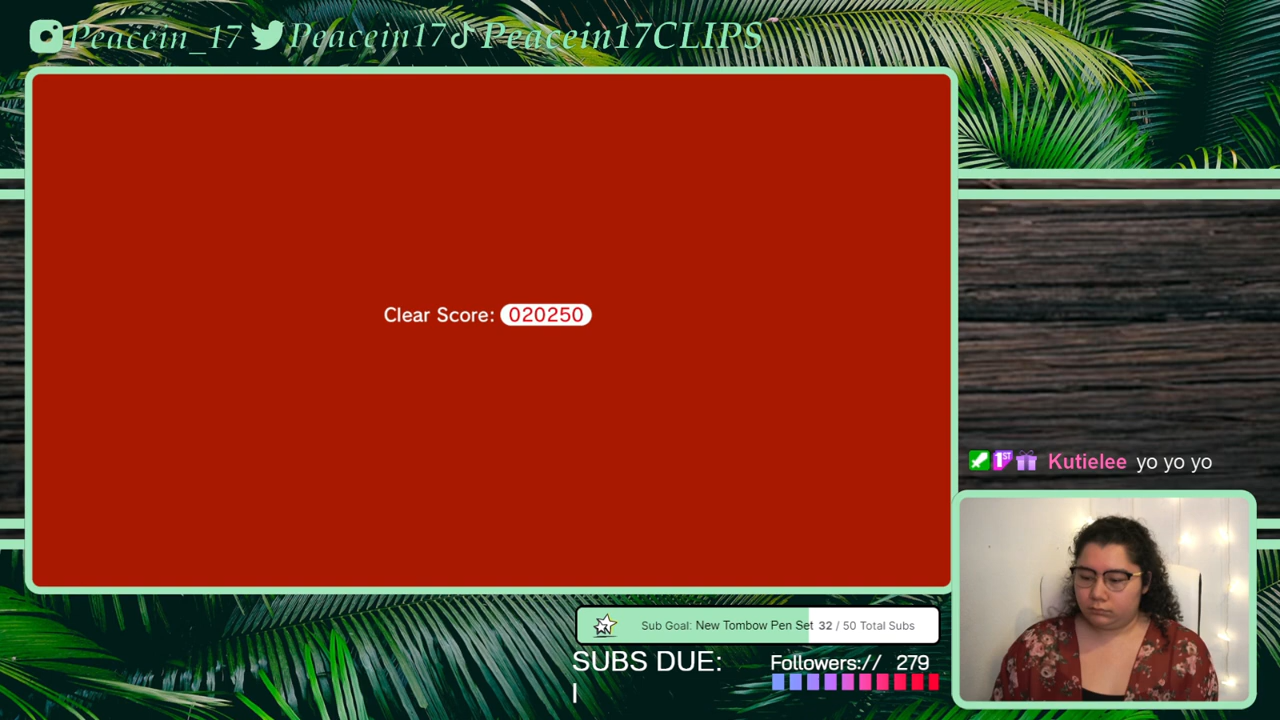 Peacein_17 Peacein17 Peacein17CLIPS
Clear Score: 020250
1ST Kutielee yo yo yo
Sub Goal: New Tombow Pen Set 32 / 50 Total Subs
SUBS DUE:
Followers:// 279
I